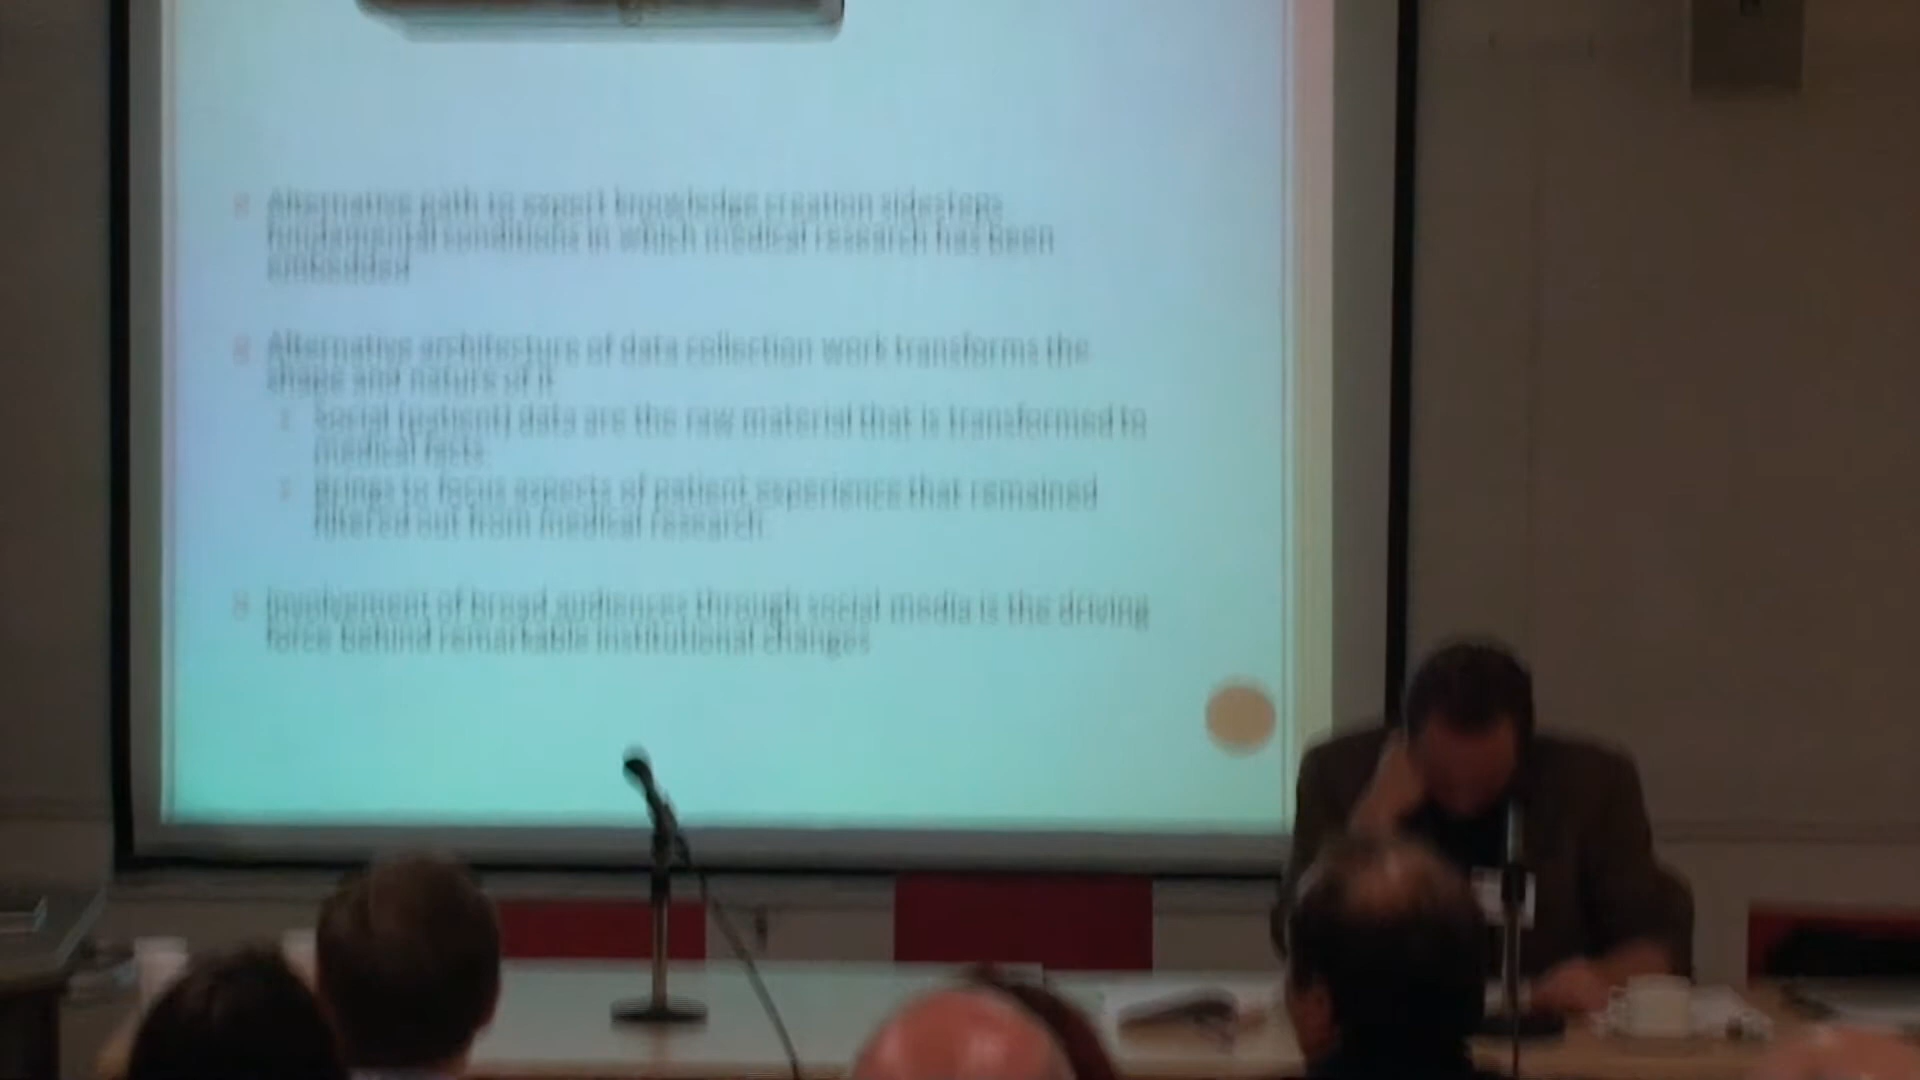 Alternative path to expert knowledge creation sidesteps
fundamental conditions in which medical research has been
embedded
Alternative architecture of data collection work transforms the
shape and nature of it
Social (patient) data are the raw material that is transformed to
medical facts
Brings to focus aspects of patient experience that remained
filtered out from medical research
Involvement of broad audiences through social media is the driving
force behind remarkable institutional changes